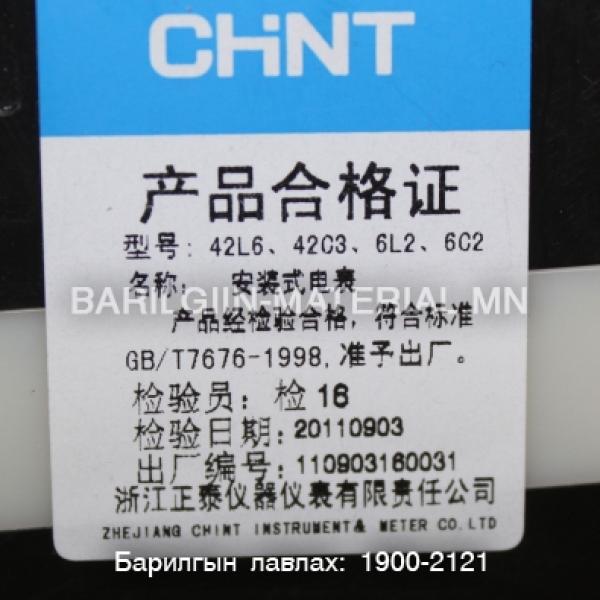 CHiNT
产品合格证
型号: 42L6、42C3、6L2、6C2
名称: 安装式电表
BARILGIIN-MATERIAL.MN
产品经检验合格, 符合标准
GB/T7676-1998,准予出厂。
检验员: 检 16
检验日期: 20110903
出厂编号: 110903160031
浙江正泰仪器仪表有限责任公司
ZHEJIANG CHINT INSTRUMENT& METER CO.LTD
Барилгын лавлах: 1900-2121